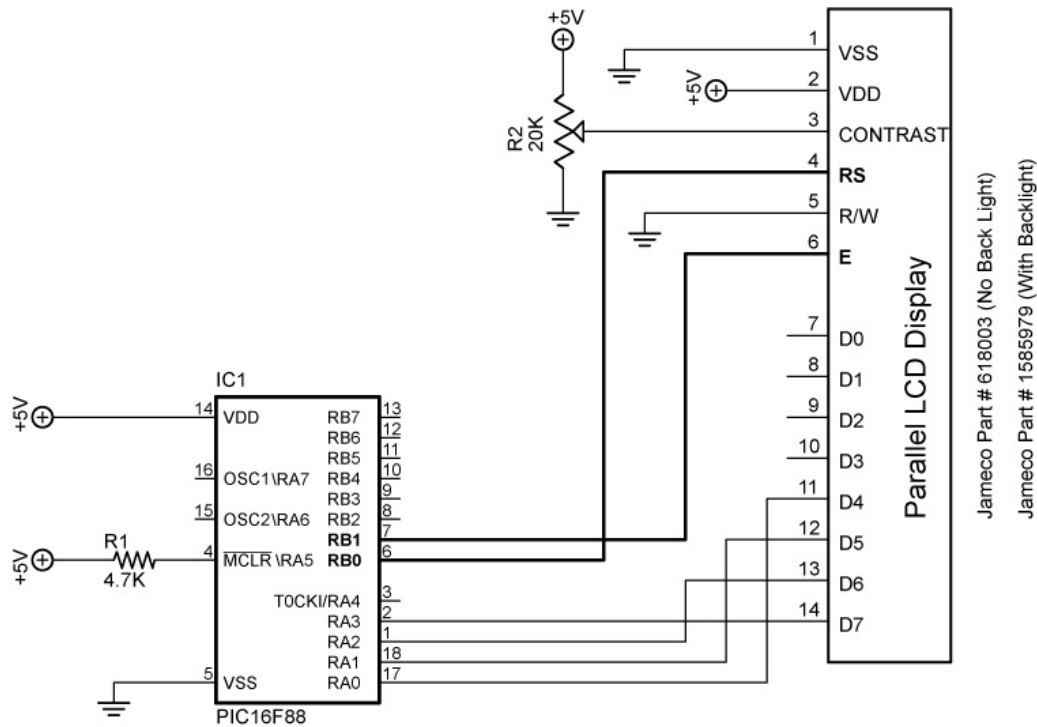 +5V
R2
20K
+5V
1 VSS
2 VDD
3 CONTRAST
4 RS
5 R/W
6 E
7 D0
8 D1
9 D2
10 D3
11 D4
12 D5
13 D6
14 D7
Parallel LCD Display
Jameco Part # 618003 (No Back Light)
Jameco Part # 1585979 (With Backlight)
IC1
+5V
14 VDD RB7 13
RB6 12
RB5 11
16 OSC1\RA7 RB4 10
RB3 9
15 OSC2\RA6 RB2 8
RB1 7
+5V
R1
4.7K
4 MCLR \RA5 RB0 6
T0CKI/RA4 3
RA3 2
RA2 1
RA1 18
5 VSS RA0 17
PIC16F88